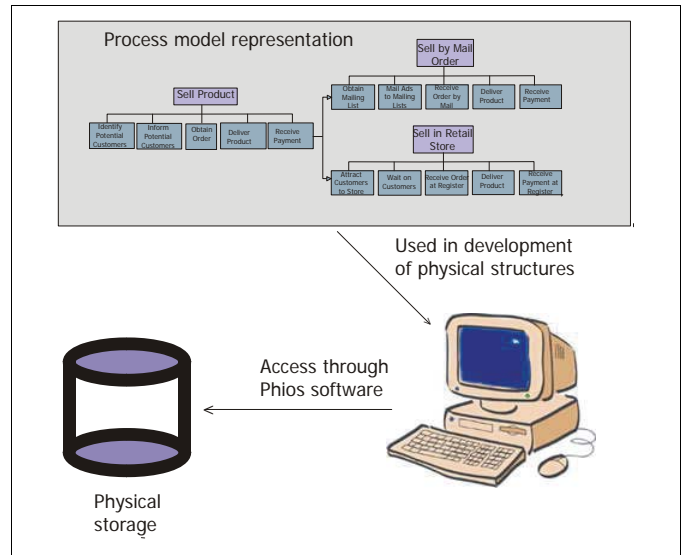 Process model representation
Sell by Mail
Order
Obtain
Mailing
List
Mail Ads
to Mailing
Lists
Receive
Order by
Mail
Deliver
Product
Receive
Payment
Sell Product
Identify
Potential
Customers
Inform
Potential
Customers
Obtain
Order
Deliver
Product
Receive
Payment
Sell in Retail
Store
Attract
Customers
to Store
Wait on
Customers
Receive Order
at Register
Deliver
Product
Receive
Payment at
Register
Used in development
of physical structures
Access through
Phios software
Physical
storage